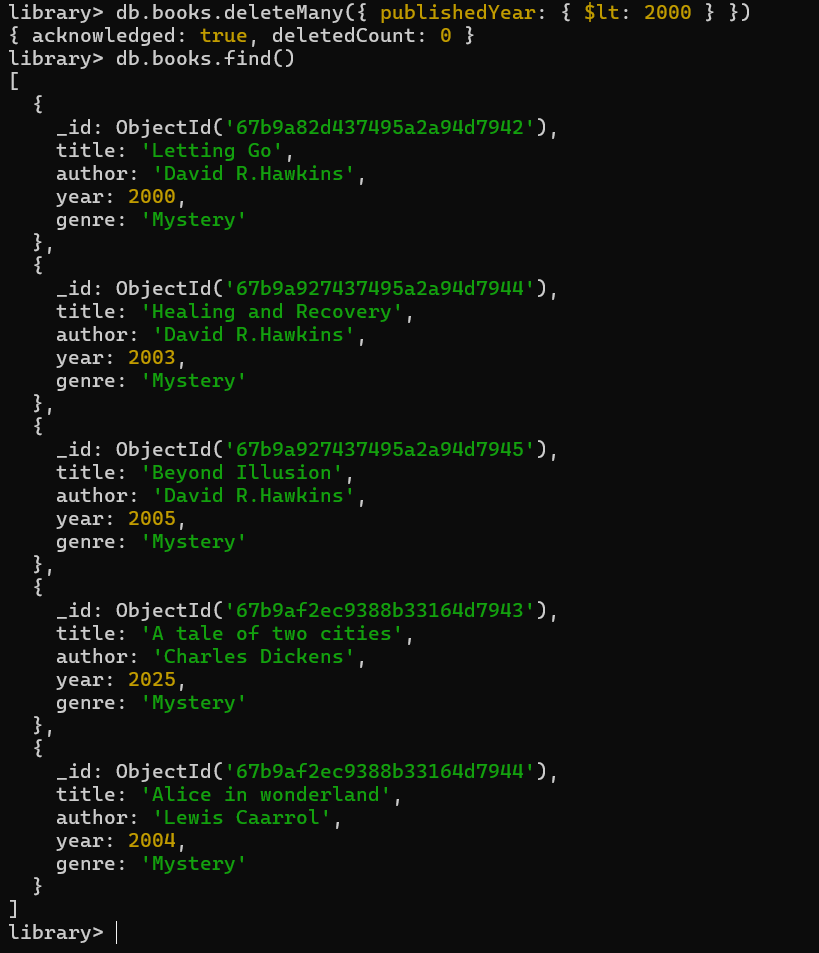 library> db.books.deleteMany({ publishedYear: { $lt: 2000 } })
{ acknowledged: true, deletedCount: 0 }
library> db.books.find()
[
  {
    _id: ObjectId('67b9a82d437495a2a94d7942'),
    title: 'Letting Go',
    author: 'David R.Hawkins',
    year: 2000,
    genre: 'Mystery'
  },
  {
    _id: ObjectId('67b9a927437495a2a94d7944'),
    title: 'Healing and Recovery',
    author: 'David R.Hawkins',
    year: 2003,
    genre: 'Mystery'
  },
  {
    _id: ObjectId('67b9a927437495a2a94d7945'),
    title: 'Beyond Illusion',
    author: 'David R.Hawkins',
    year: 2005,
    genre: 'Mystery'
  },
  {
    _id: ObjectId('67b9af2ec9388b33164d7943'),
    title: 'A tale of two cities',
    author: 'Charles Dickens',
    year: 2025,
    genre: 'Mystery'
  },
  {
    _id: ObjectId('67b9af2ec9388b33164d7944'),
    title: 'Alice in wonderland',
    author: 'Lewis Caarrol',
    year: 2004,
    genre: 'Mystery'
  }
]
library>